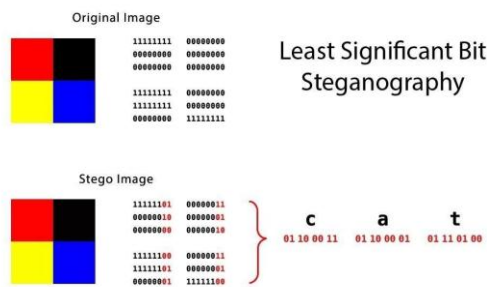 Original Image
11111111 00000000
00000000 00000000
00000000 00000000
11111111 00000000
11111111 00000000
00000000 11111111
Least Significant Bit
Steganography
Stego Image
11111101 00000011
00000010 00000001
00000000 00000010
11111100 00000011
11111101 00000001
00000001 11111100
c a t
01 10 00 11 01 10 00 01 01 11 01 00